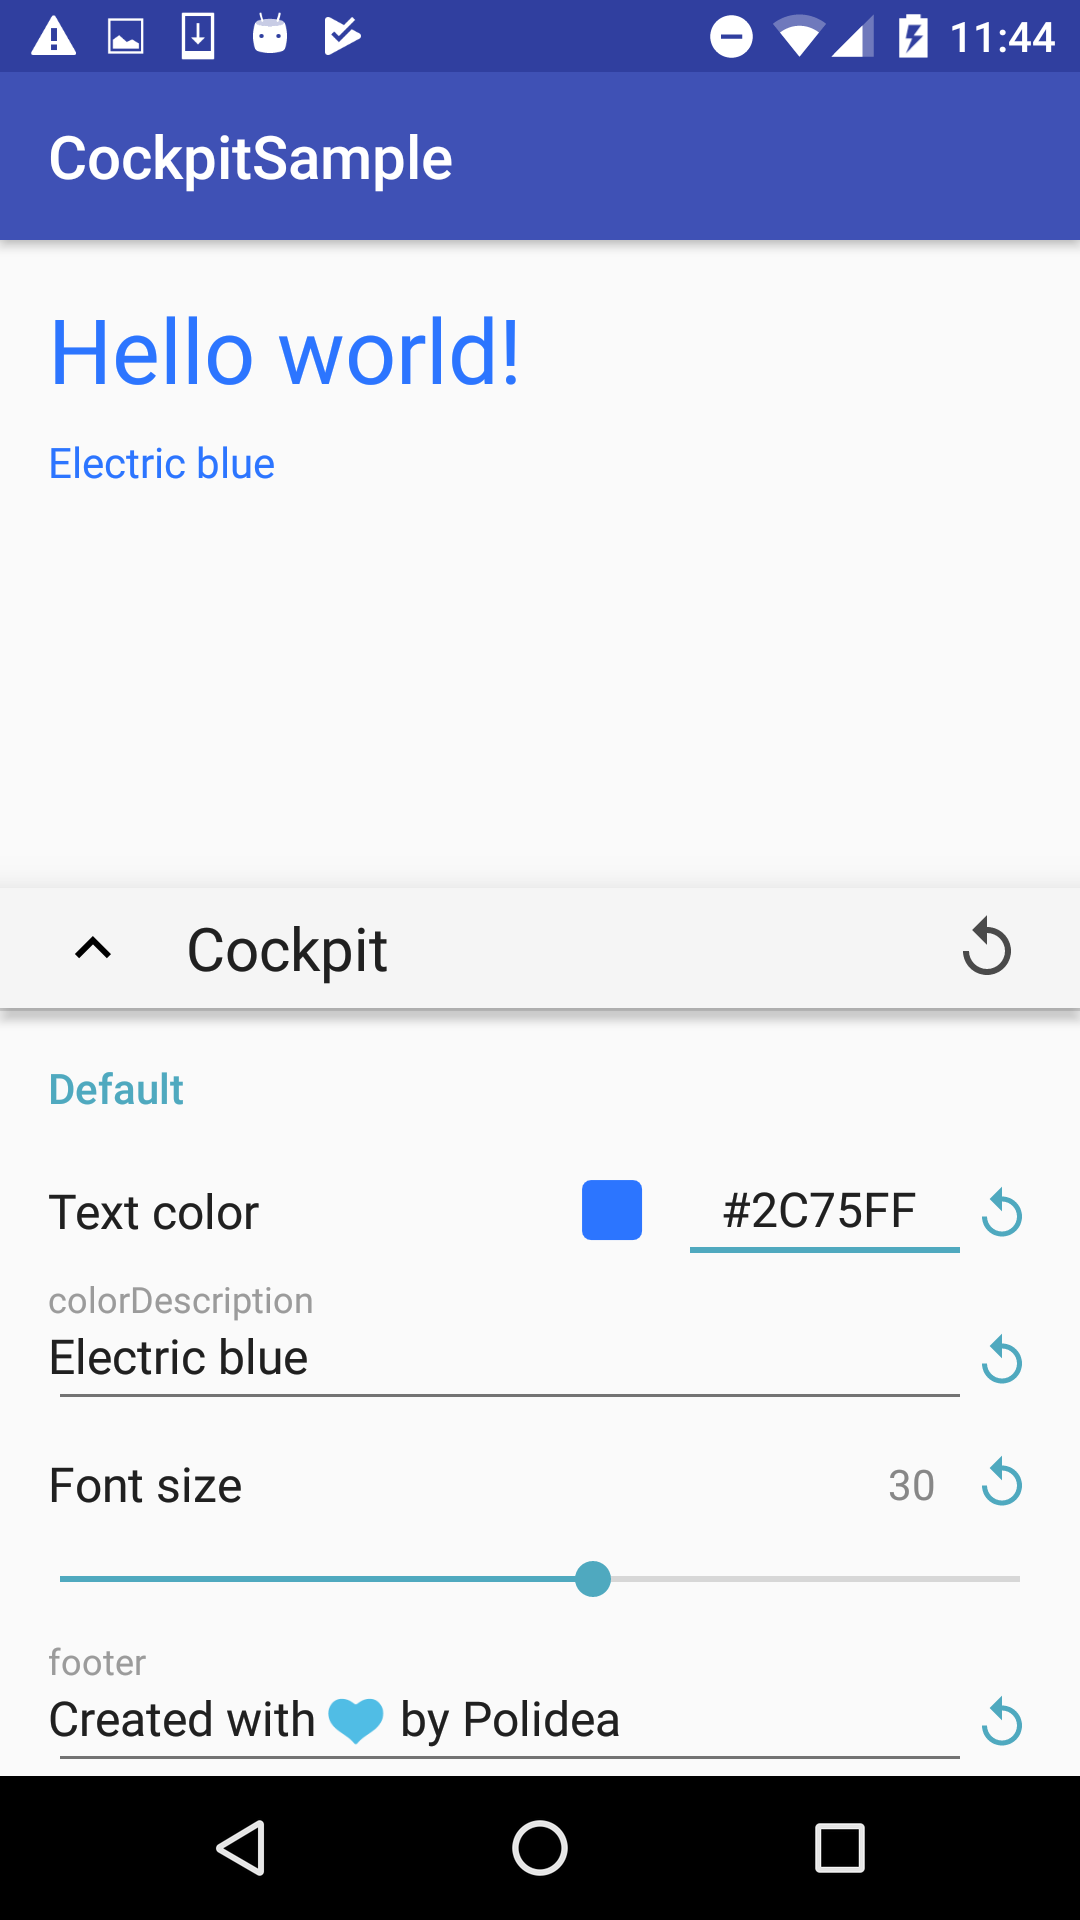 11:44
CockpitSample
Hello world!
Electric blue
Cockpit
Default
Text color #2C75FF
colorDescription
Electric blue
Font size 30
footer
Created with 💙 by Polidea